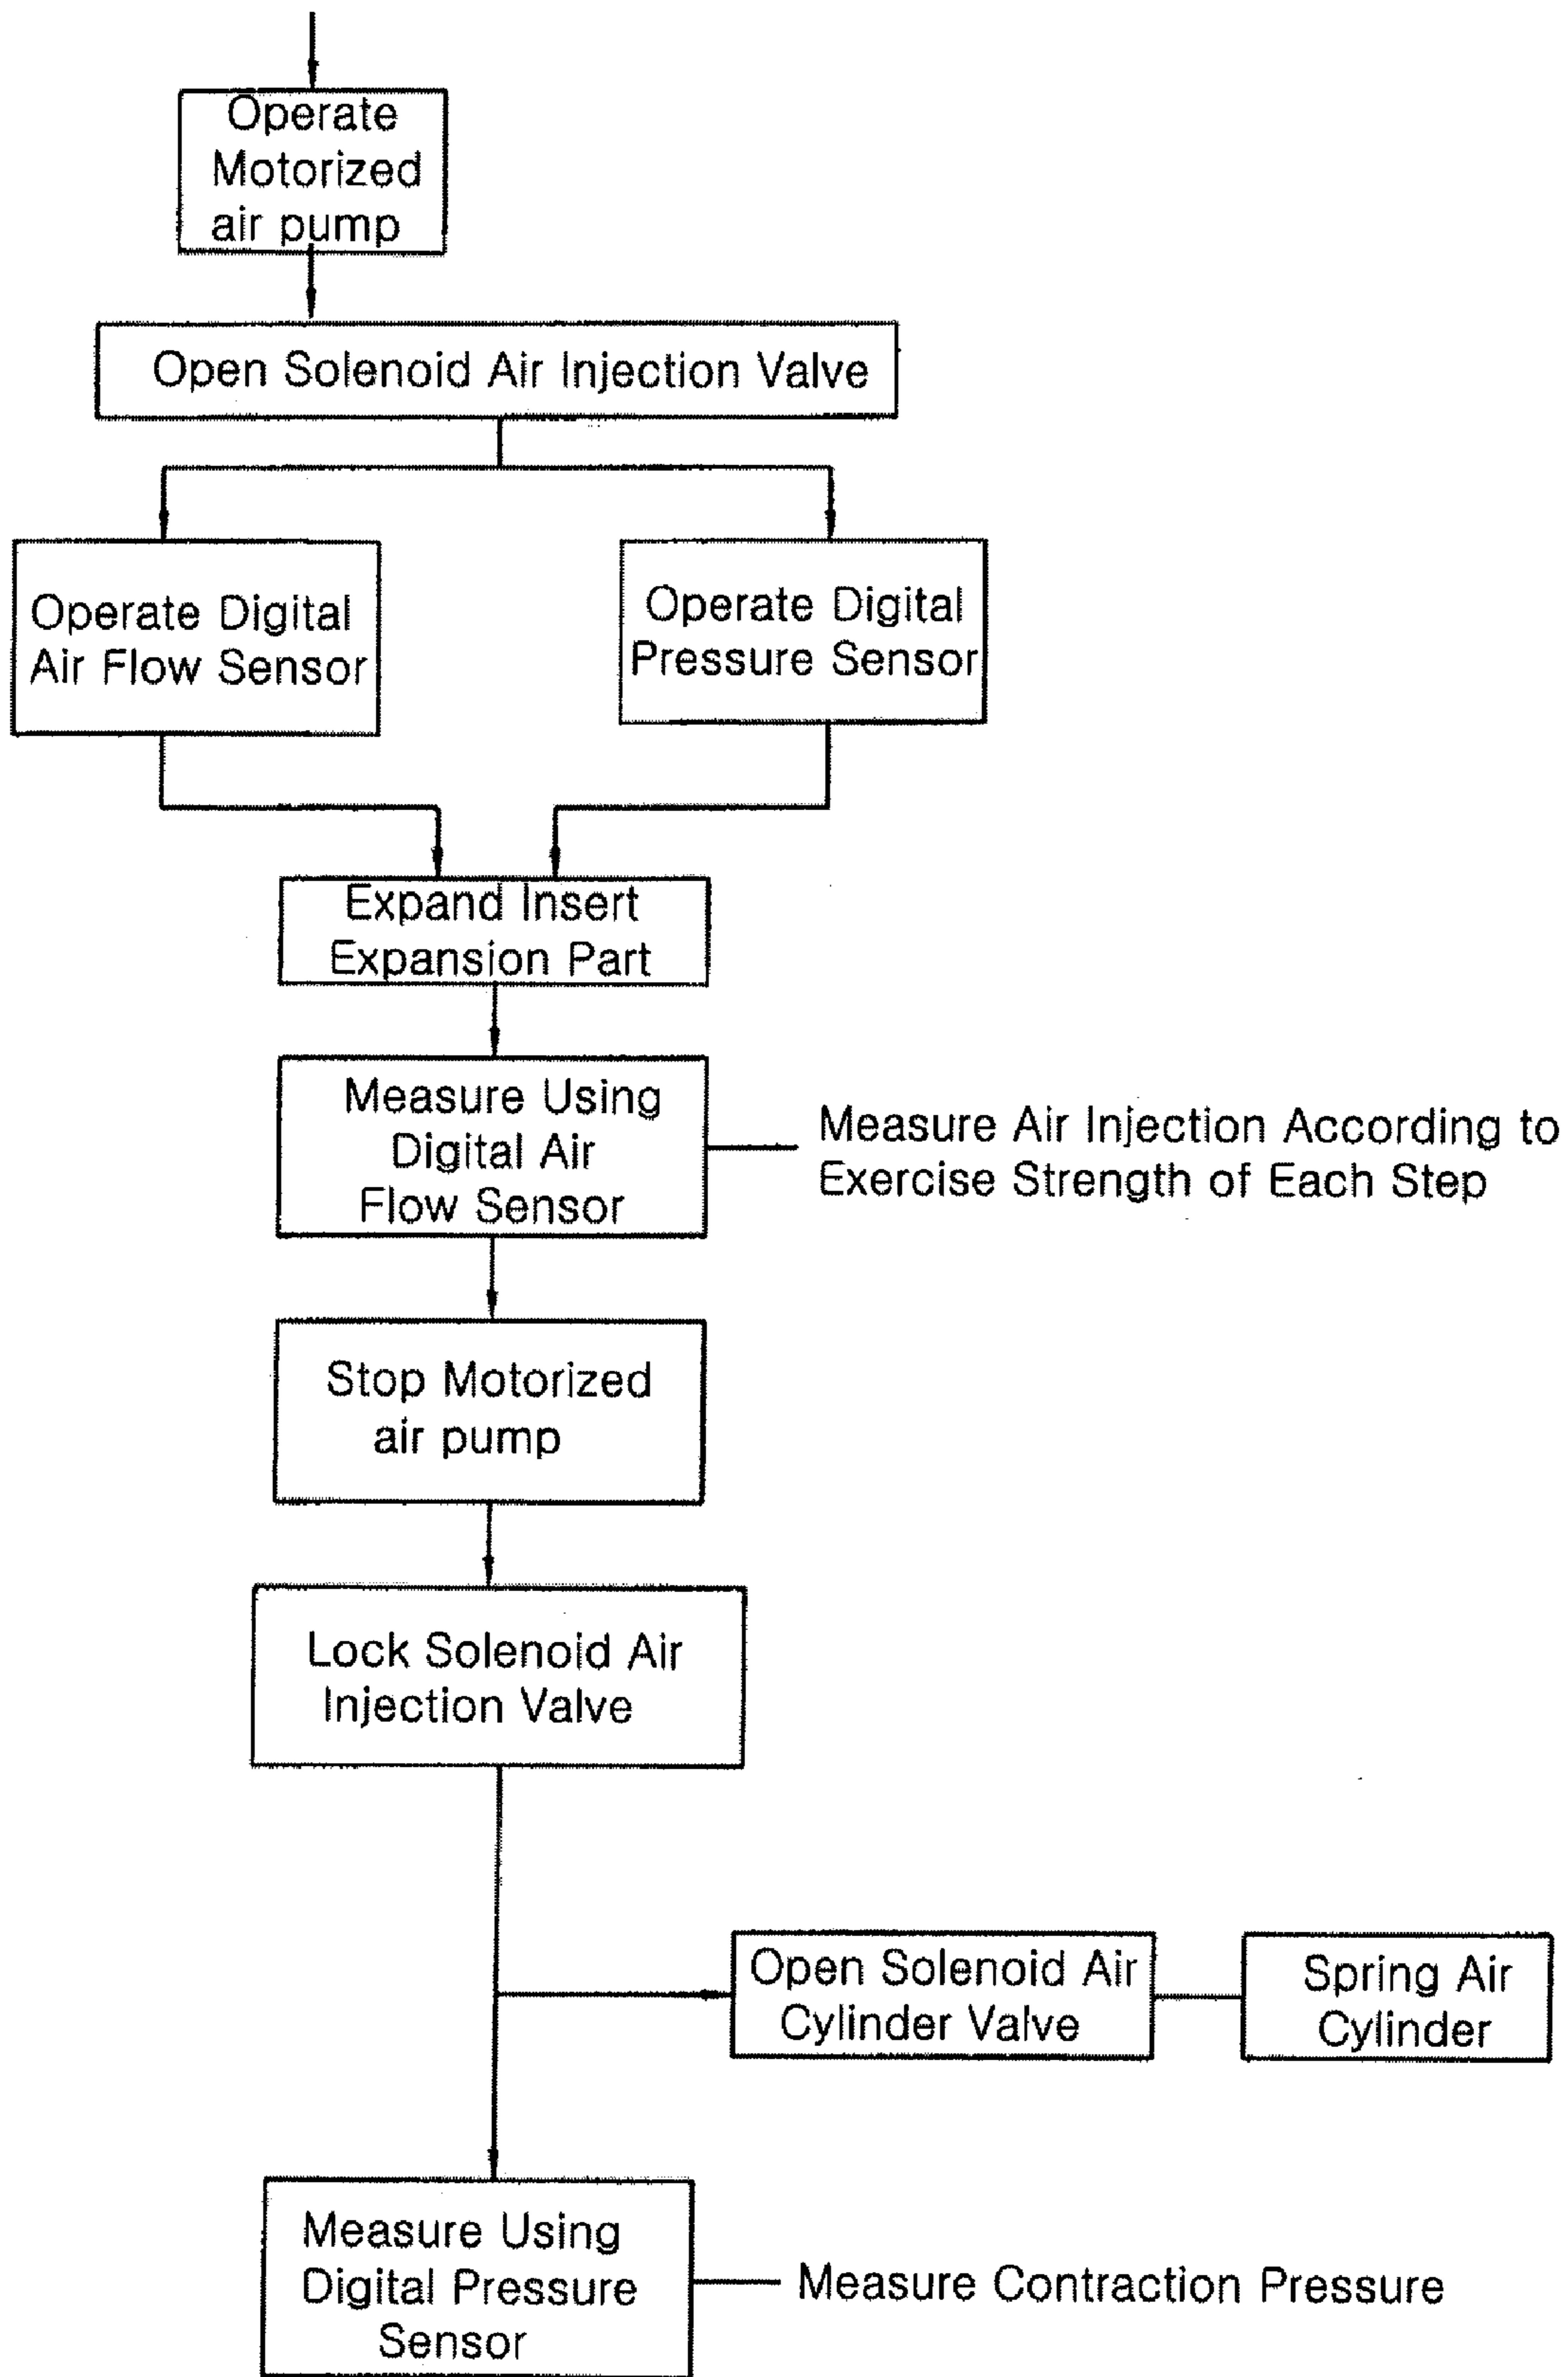 Operate
Motorized
air pump
Open Solenoid Air Injection Valve
Operate Digital
Air Flow Sensor
Operate Digital
Pressure Sensor
Expand Insert
Expansion Part
Measure Using
Digital Air
Flow Sensor
Measure Air Injection According to
Exercise Strength of Each Step
Stop Motorized
air pump
Lock Solenoid Air
Injection Valve
Open Solenoid Air
Cylinder Valve
Spring Air
Cylinder
Measure Using
Digital Pressure
Sensor
Measure Contraction Pressure